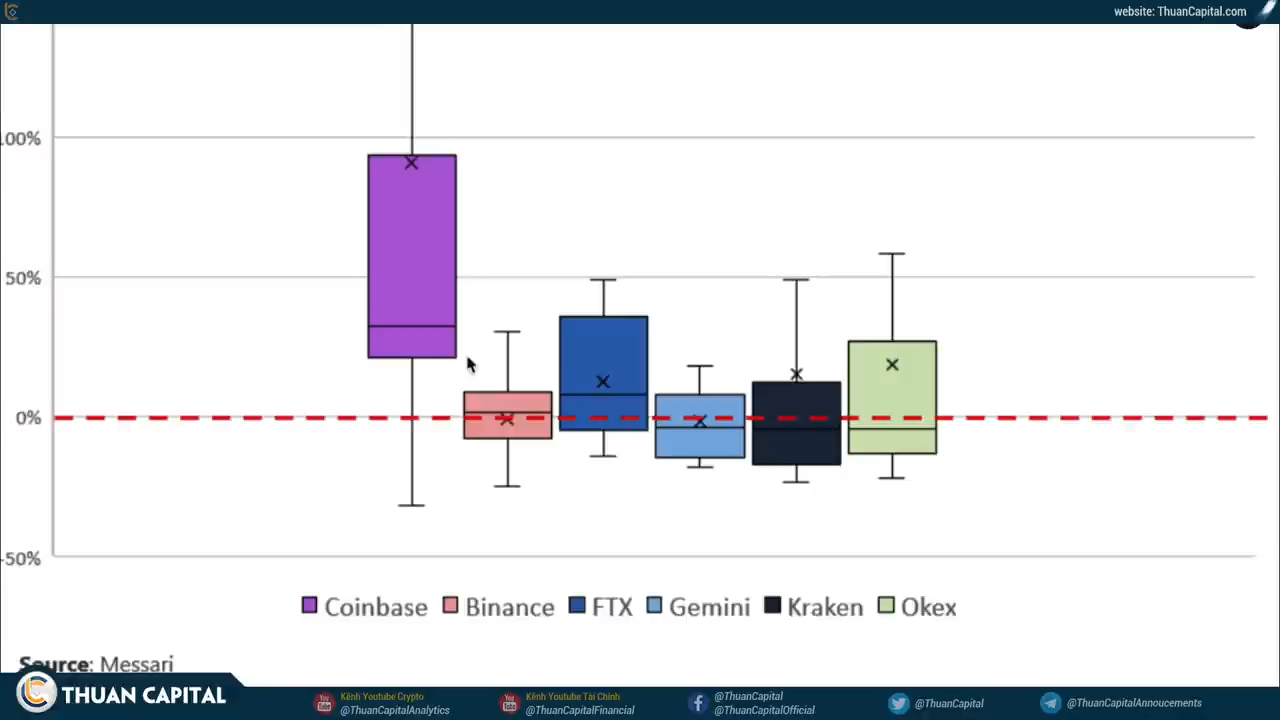 website: ThuanCapital.com
100%
50%
0%
-50%
Coinbase Binance FTX Gemini Kraken Okex
Source: Messari
THUAN CAPITAL
Kênh Youtube Crypto
@ThuanCapitalAnalytics
Kênh Youtube Tài Chính
@ThuanCapitalFinancial
@ThuanCapital
@ThuanCapitalOfficial
@ThuanCapital
@ThuanCapitalAnnoucements